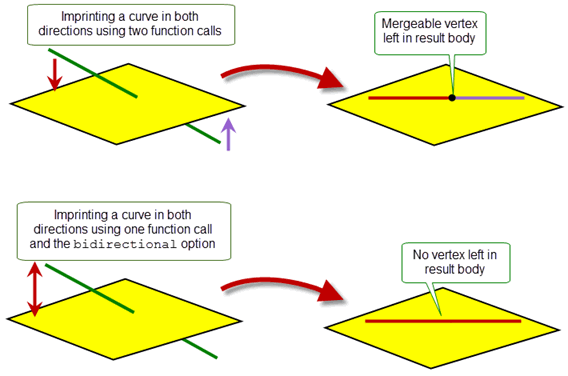 Imprinting a curve in both
directions using two function calls
Mergeable vertex
left in result body
Imprinting a curve in both
directions using one function call
and the bidirectional option
No vertex left in
result body